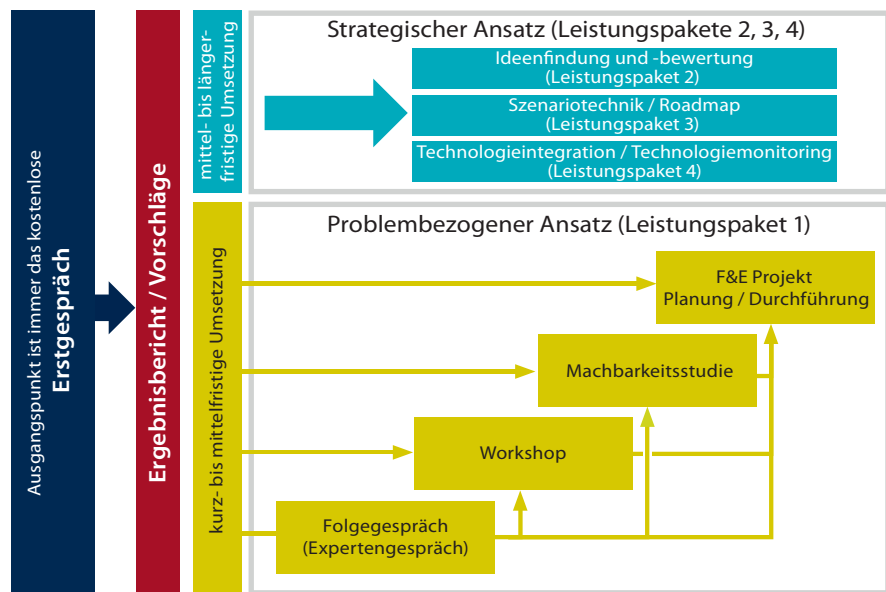 Ausgangspunkt ist immer das kostenlose
Erstgespräch
Ergebnisbericht / Vorschläge
mittel- bis länger-
fristige Umsetzung
Strategischer Ansatz (Leistungspakete 2, 3, 4)
Ideenfindung und -bewertung
(Leistungspaket 2)
Szenariotechnik / Roadmap
(Leistungspaket 3)
Technologieintegration / Technologiemonitoring
(Leistungspaket 4)
kurz- bis mittelfristige Umsetzung
Problembezogener Ansatz (Leistungspaket 1)
F&E Projekt
Planung / Durchführung
Machbarkeitsstudie
Workshop
Folgegespräch
(Expertengespräch)